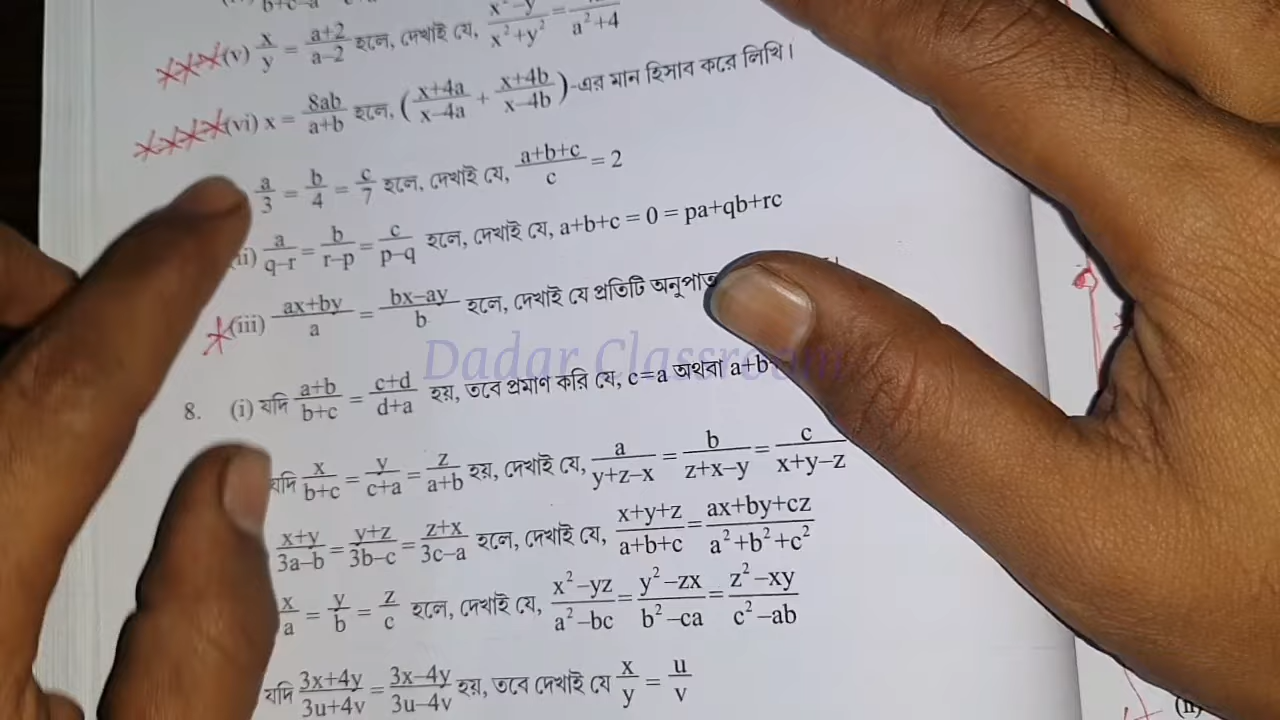 b+c–a
(v) x/y = a+2/a–2 হলে, দেখাই যে, x²–y/x²+y² = /a²+4
(vi) x = 8ab/a+b হলে, (x+4a/x–4a + x+4b/x–4b)-এর মান হিসাব করে লিখি।
a/3 = b/4 = c/7 হলে, দেখাই যে, a+b+c/c = 2
a/q–r = b/r–p = c/p–q হলে, দেখাই যে, a+b+c = 0 = pa+qb+rc
(iii) ax+by/a = bx–ay/b হলে, দেখাই যে প্রতিটি অনুপাত
Dadar Classroom
8. (i) যদি a+b/b+c = c+d/d+a হয়, তবে প্রমাণ করি যে, c=a অথবা a+b
যদি x/b+c = y/c+a = z/a+b হয়, দেখাই যে, a/y+z–x = b/z+x–y = c/x+y–z
x+y/3a–b = y+z/3b–c = z+x/3c–a হলে, দেখাই যে, x+y+z/a+b+c = ax+by+cz/a²+b²+c²
x/a = y/b = z/c হলে, দেখাই যে, x²–yz/a²–bc = y²–zx/b²–ca = z²–xy/c²–ab
যদি 3x+4y/3u+4v = 3x–4y/3u–4v হয়, তবে দেখাই যে x/y = u/v